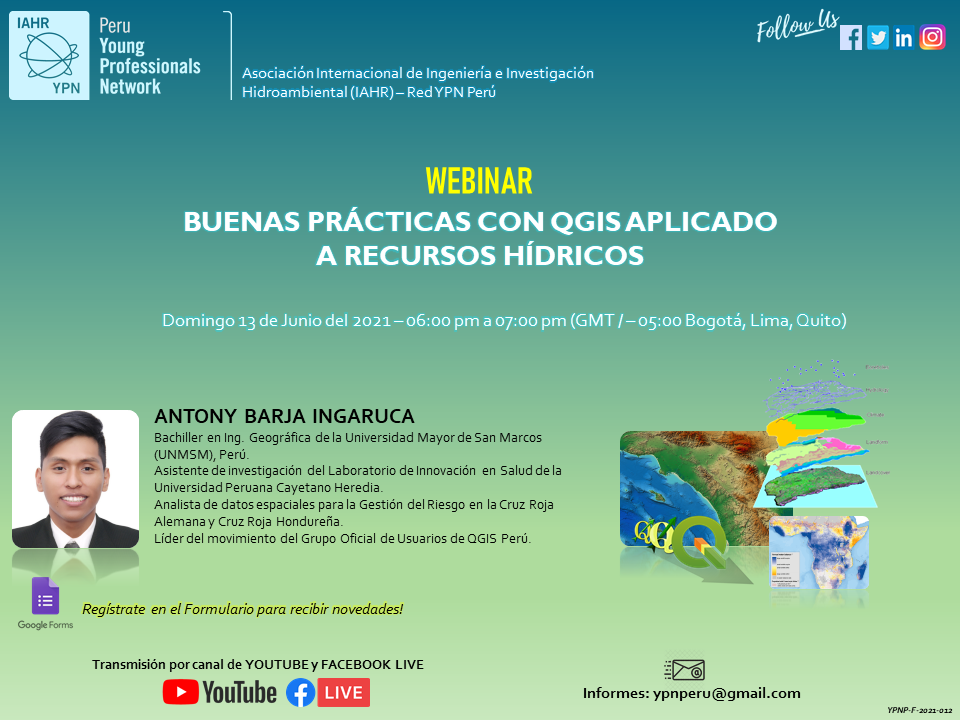 IAHR
YPN
Peru
Young
Professionals
Network
Asociación Internacional de Ingeniería e Investigación
Hidroambiental (IAHR) – Red YPN Perú
Follow Us
WEBINAR
BUENAS PRÁCTICAS CON QGIS APLICADO
A RECURSOS HÍDRICOS
Domingo 13 de Junio del 2021 – 06:00 pm a 07:00 pm (GMT / – 05:00 Bogotá, Lima, Quito)
ANTONY BARJA INGARUCA
Bachiller en Ing. Geográfica de la Universidad Mayor de San Marcos
(UNMSM), Perú.
Asistente de investigación del Laboratorio de Innovación en Salud de la
Universidad Peruana Cayetano Heredia.
Analista de datos espaciales para la Gestión del Riesgo en la Cruz Roja
Alemana y Cruz Roja Hondureña.
Líder del movimiento del Grupo Oficial de Usuarios de QGIS Perú.
Google Forms
Regístrate en el Formulario para recibir novedades!
Transmisión por canal de YOUTUBE y FACEBOOK LIVE
YouTube
LIVE
Informes: ypnperu@gmail.com
YPNP-F-2021-012